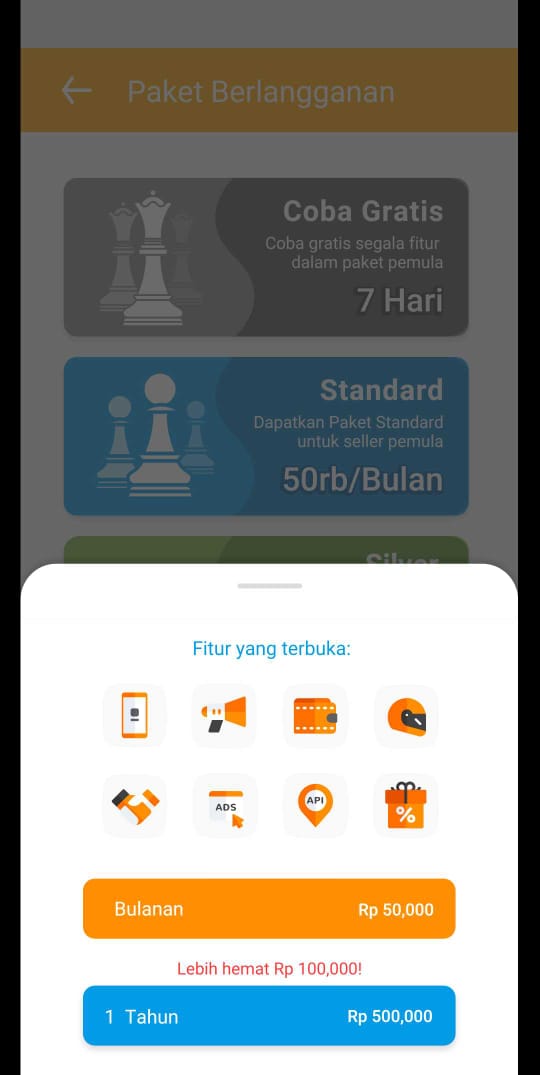 Paket Berlangganan
Coba Gratis
Coba gratis segala fitur
dalam paket pemula
7 Hari
Standard
Dapatkan Paket Standard
untuk seller pemula
50rb/Bulan
Silver
Fitur yang terbuka:
ADS
API
%
Bulanan
Rp 50,000
Lebih hemat Rp 100,000!
1 Tahun
Rp 500,000